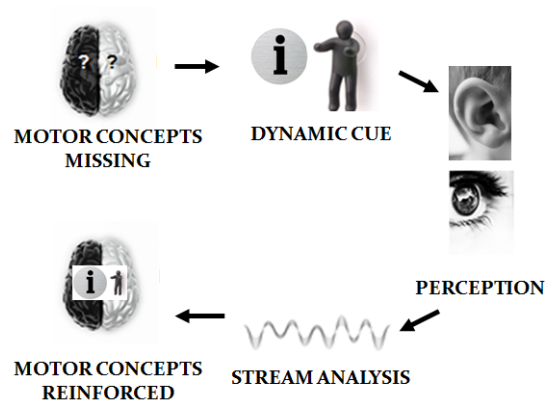 ? ?
MOTOR CONCEPTS
MISSING
i
DYNAMIC CUE
PERCEPTION
STREAM ANALYSIS
i
MOTOR CONCEPTS
REINFORCED